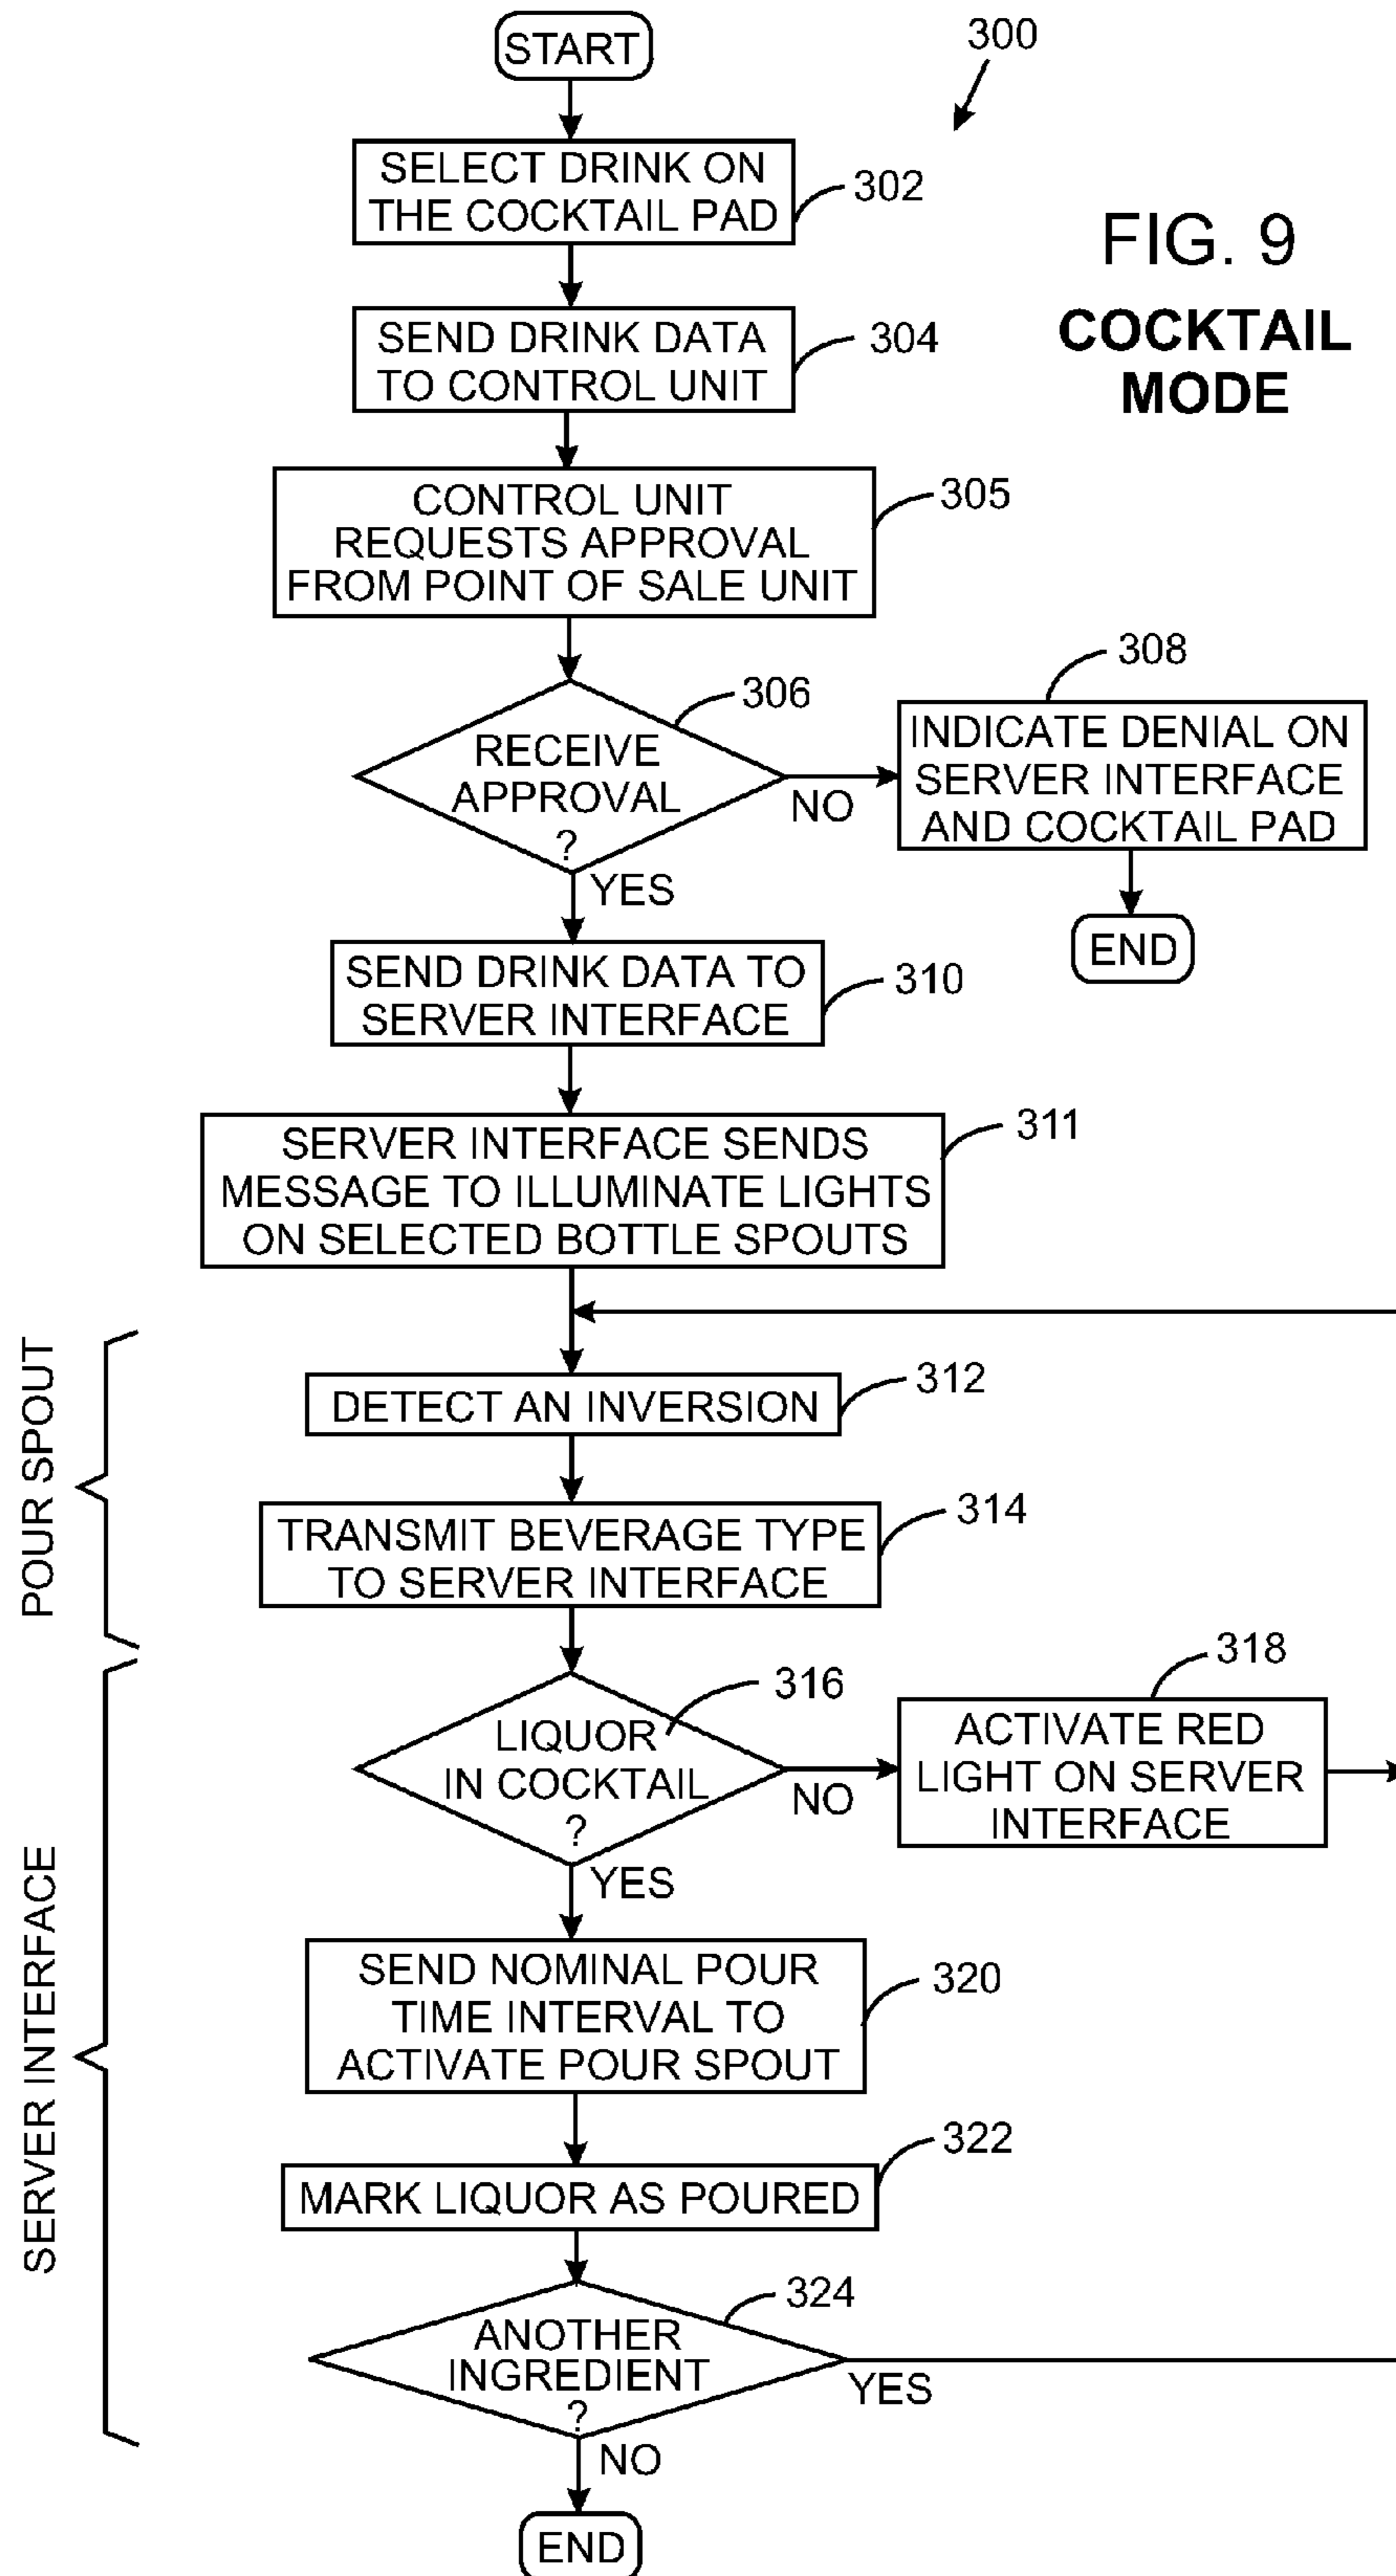 START
300
SELECT DRINK ON
THE COCKTAIL PAD
302
FIG. 9
COCKTAIL
MODE
SEND DRINK DATA
TO CONTROL UNIT
304
CONTROL UNIT
REQUESTS APPROVAL
FROM POINT OF SALE UNIT
305
RECEIVE
APPROVAL
?
306
NO
YES
308
INDICATE DENIAL ON
SERVER INTERFACE
AND COCKTAIL PAD
END
SEND DRINK DATA TO
SERVER INTERFACE
310
SERVER INTERFACE SENDS
MESSAGE TO ILLUMINATE LIGHTS
ON SELECTED BOTTLE SPOUTS
311
POUR SPOUT
DETECT AN INVERSION
312
TRANSMIT BEVERAGE TYPE
TO SERVER INTERFACE
314
SERVER INTERFACE
LIQUOR
IN COCKTAIL
?
316
NO
YES
318
ACTIVATE RED
LIGHT ON SERVER
INTERFACE
SEND NOMINAL POUR
TIME INTERVAL TO
ACTIVATE POUR SPOUT
320
MARK LIQUOR AS POURED
322
ANOTHER
INGREDIENT
?
324
YES
NO
END